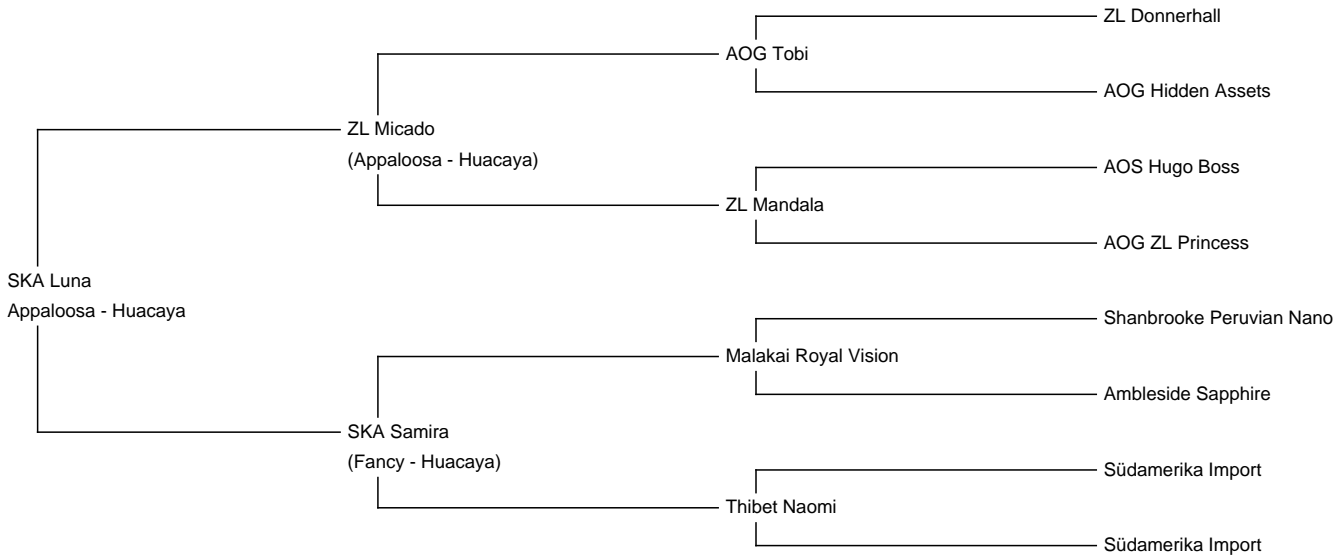 ZL Donnerhall
AOG Tobi
AOG Hidden Assets
ZL Micado
(Appaloosa - Huacaya)
AOS Hugo Boss
ZL Mandala
AOG ZL Princess
SKA Luna
Appaloosa - Huacaya
Shanbrooke Peruvian Nano
Malakai Royal Vision
Ambleside Sapphire
SKA Samira
(Fancy - Huacaya)
Südamerika Import
Thibet Naomi
Südamerika Import